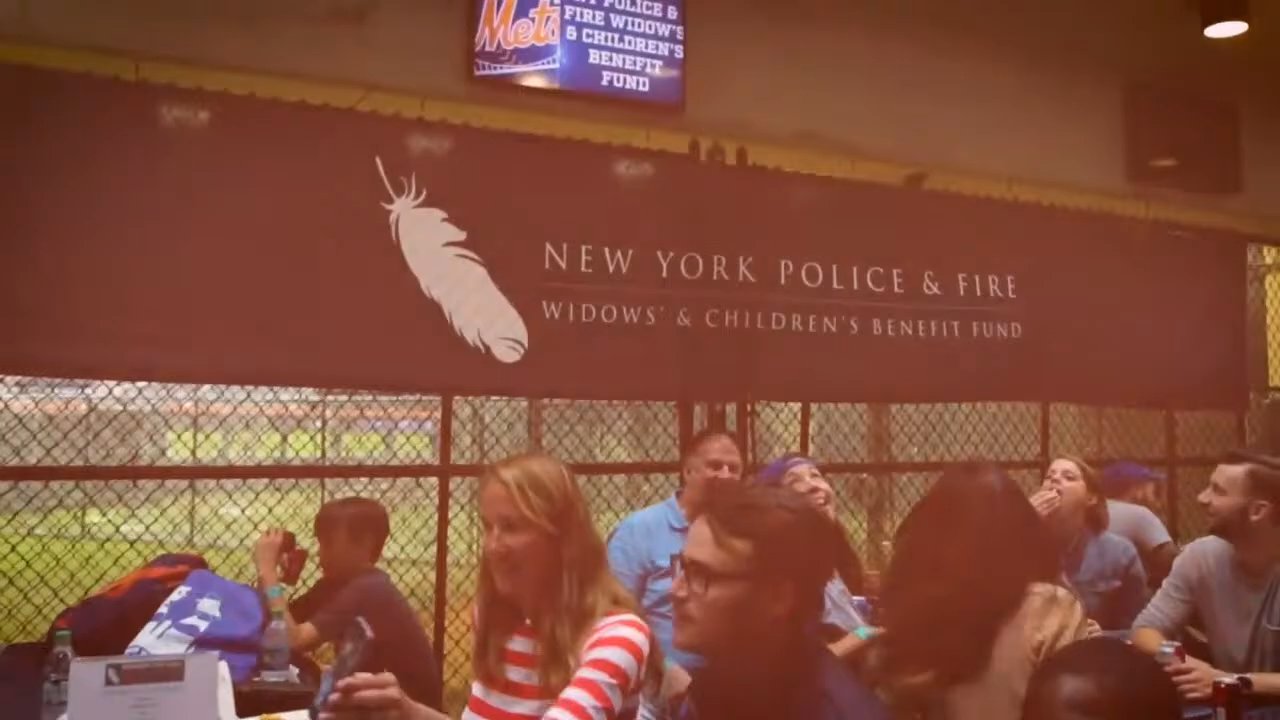 Mets
POLICE &
FIRE WIDOW'S
& CHILDREN'S
BENEFIT
FUND
NEW YORK POLICE & FIRE
WIDOWS' & CHILDREN'S BENEFIT FUND